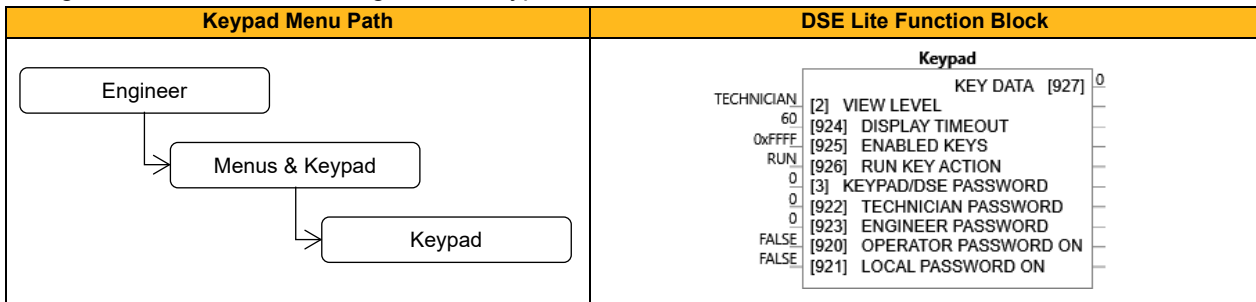 Keypad Menu Path
DSE Lite Function Block
Engineer
Menus & Keypad
Keypad
Keypad
KEY DATA [927] 0
TECHNICIAN [2] VIEW LEVEL
60 [924] DISPLAY TIMEOUT
0xFFFF [925] ENABLED KEYS
RUN [926] RUN KEY ACTION
0 [3] KEYPAD/DSE PASSWORD
0 [922] TECHNICIAN PASSWORD
0 [923] ENGINEER PASSWORD
FALSE [920] OPERATOR PASSWORD ON
FALSE [921] LOCAL PASSWORD ON